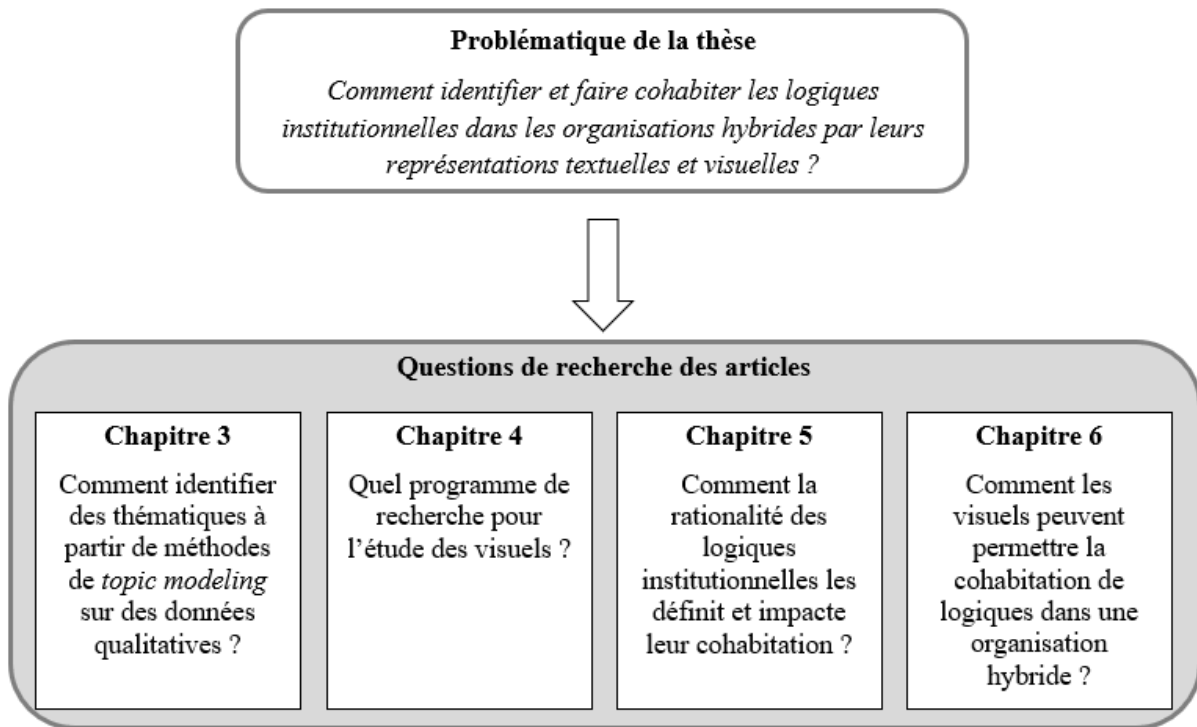 Problématique de la thèse
Comment identifier et faire cohabiter les logiques
institutionnelles dans les organisations hybrides par leurs
représentations textuelles et visuelles ?
Questions de recherche des articles
Chapitre 3
Comment identifier
des thématiques à
partir de méthodes
de topic modeling
sur des données
qualitatives ?
Chapitre 4
Quel programme de
recherche pour
l’étude des visuels ?
Chapitre 5
Comment la
rationalité des
logiques
institutionnelles les
définit et impacte
leur cohabitation ?
Chapitre 6
Comment les
visuels peuvent
permettre la
cohabitation de
logiques dans une
organisation
hybride ?